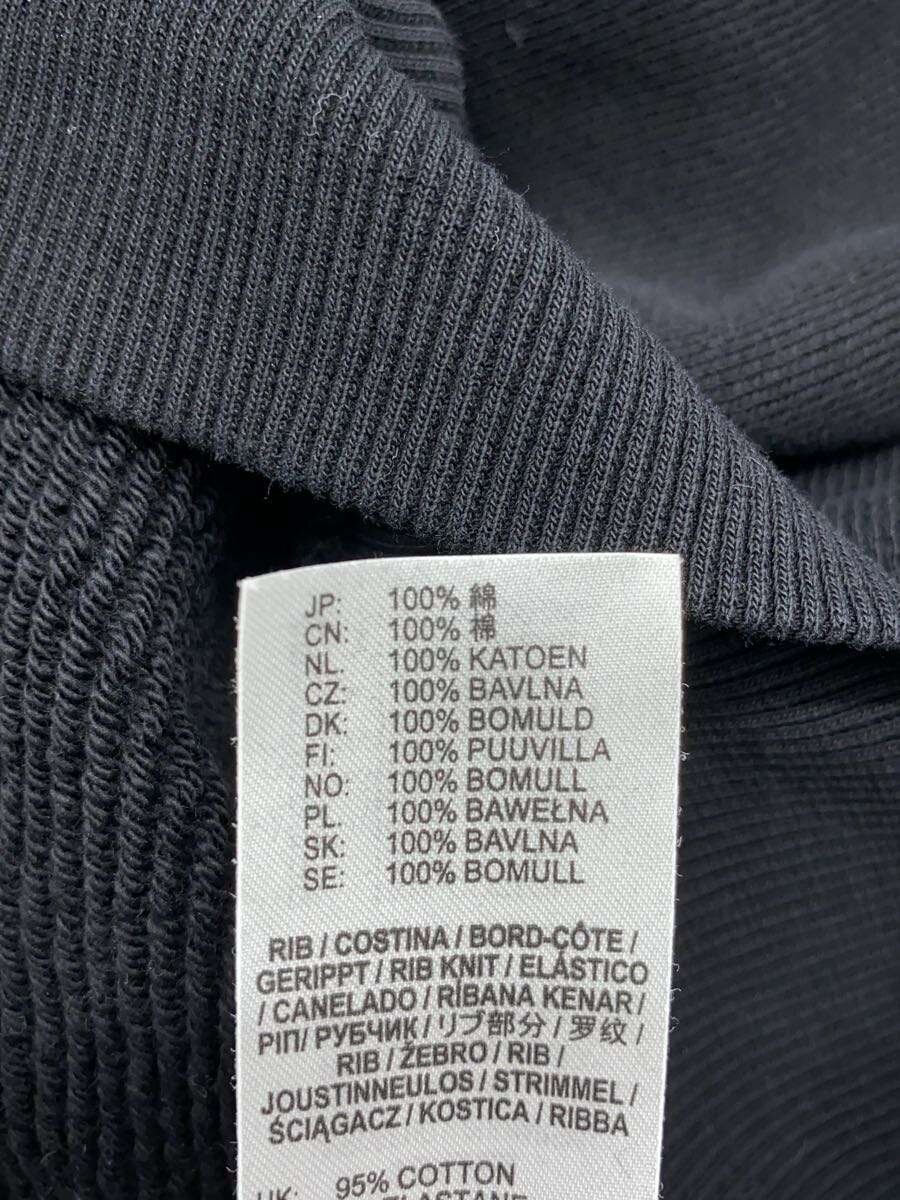 JP: 100% 綿
CN: 100% 棉
NL: 100% KATOEN
CZ: 100% BAVLNA
DK: 100% BOMULD
FI: 100% PUUVILLA
NO: 100% BOMULL
PL: 100% BAWEŁNA
SK: 100% BAVLNA
SE: 100% BOMULL
RIB / COSTINA / BORD-CÔTE /
GERIPPT / RIB KNIT / ELÁSTICO
/ CANELADO / RİBANA KENAR /
РІП/ РУБЧИК / リブ部分 / 罗纹 /
RIB / ŽEBRO / RIB /
JOUSTINNEULOS / STRIMMEL /
ŚCIĄGACZ / KOSTICA / RIBBA
UK: 95% COTTON
ELASTANE